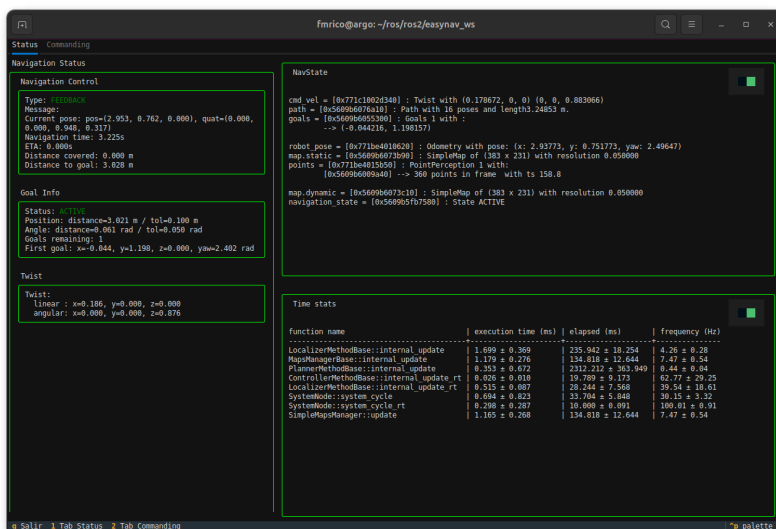 fmrico@argo: ~/ros/ros2/easynav_ws
Status Commanding
Navigation Status
Navigation Control
Type: FEEDBACK
Message:
Current pose: pos=(2.953, 0.762, 0.000), quat=(0.000,
0.000, 0.948, 0.317)
Navigation time: 3.225s
ETA: 0.000s
Distance covered: 0.000 m
Distance to goal: 3.028 m
Goal Info
Status: ACTIVE
Position: distance=3.021 m / tol=0.100 m
Angle: distance=0.061 rad / tol=0.050 rad
Goals remaining: 1
First goal: x=-0.044, y=1.198, z=0.000, yaw=2.402 rad
Twist
Twist:
linear : x=0.186, y=0.000, z=0.000
angular: x=0.000, y=0.000, z=0.876
NavState
cmd_vel = [0x771c1002d340] : Twist with (0.178672, 0, 0) (0, 0, 0.883066)
path = [0x5609b6076a10] : Path with 16 poses and length3.24853 m.
goals = [0x5609b6055300] : Goals 1 with :
--> (-0.044216, 1.198157)
robot_pose = [0x771be4010620] : Odometry with pose: (x: 2.93773, y: 0.751773, yaw: 2.49647)
map.static = [0x5609b6073b90] : SimpleMap of (383 x 231) with resolution 0.050000
points = [0x771be4015b50] : PointPerception 1 with:
[0x5609b6009a40] --> 360 points in frame  with ts 158.8
map.dynamic = [0x5609b6073c10] : SimpleMap of (383 x 231) with resolution 0.050000
navigation_state = [0x5609b5fb7580] : State ACTIVE
Time stats
function name | execution time (ms) | elapsed (ms) | frequency (Hz)
LocalizerMethodBase::internal_update | 1.699 ± 0.369 | 235.942 ± 18.254 | 4.26 ± 0.28
MapsManagerBase::internal_update | 1.179 ± 0.276 | 134.818 ± 12.644 | 7.47 ± 0.54
PlannerMethodBase::internal_update | 0.353 ± 0.672 | 2312.212 ± 363.949 | 0.44 ± 0.04
ControllerMethodBase::internal_update_rt | 0.026 ± 0.010 | 19.789 ± 9.173 | 62.77 ± 29.25
LocalizerMethodBase::internal_update_rt | 0.515 ± 0.087 | 28.244 ± 7.568 | 39.54 ± 18.61
SystemNode::system_cycle | 0.694 ± 0.823 | 33.704 ± 5.848 | 30.15 ± 3.32
SystemNode::system_cycle_rt | 0.298 ± 0.287 | 10.000 ± 0.091 | 100.01 ± 0.91
SimpleMapsManager::update | 1.165 ± 0.268 | 134.818 ± 12.644 | 7.47 ± 0.54
q Salir 1 Tab Status 2 Tab Commanding ^p palette